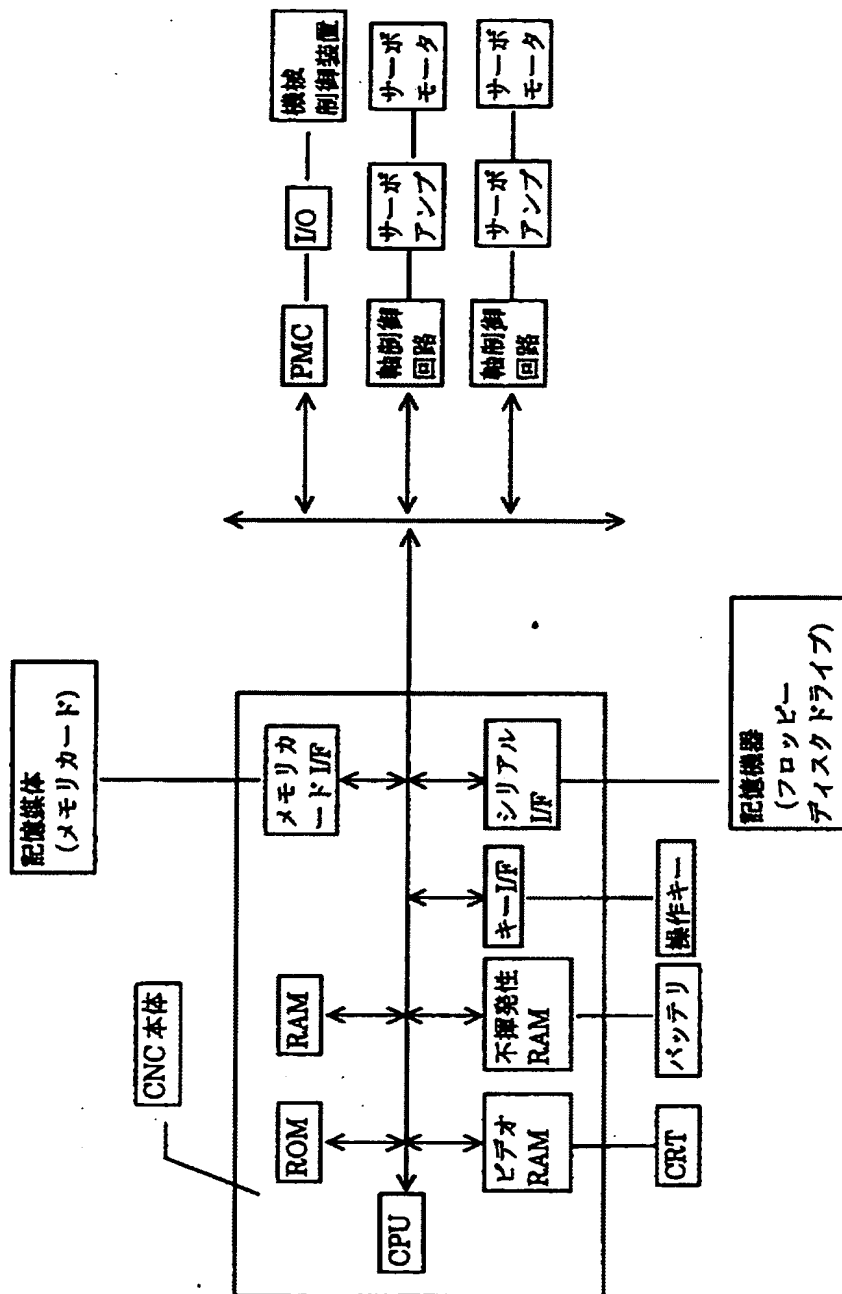 CNC 本体
記憶媒体
(メモリカード)
ROM
RAM
メモリカ
ード I/F
CPU
ビデオ
RAM
不揮発性
RAM
キーI/F
シリアル
I/F
CRT
バッテリ
操作キー
記憶機器
(フロッピー
ディスクドライブ)
PMC
I/O
機械
制御装置
軸制御
回路
サーボ
アンプ
サーボ
モータ
軸制御
回路
サーボ
アンプ
サーボ
モータ